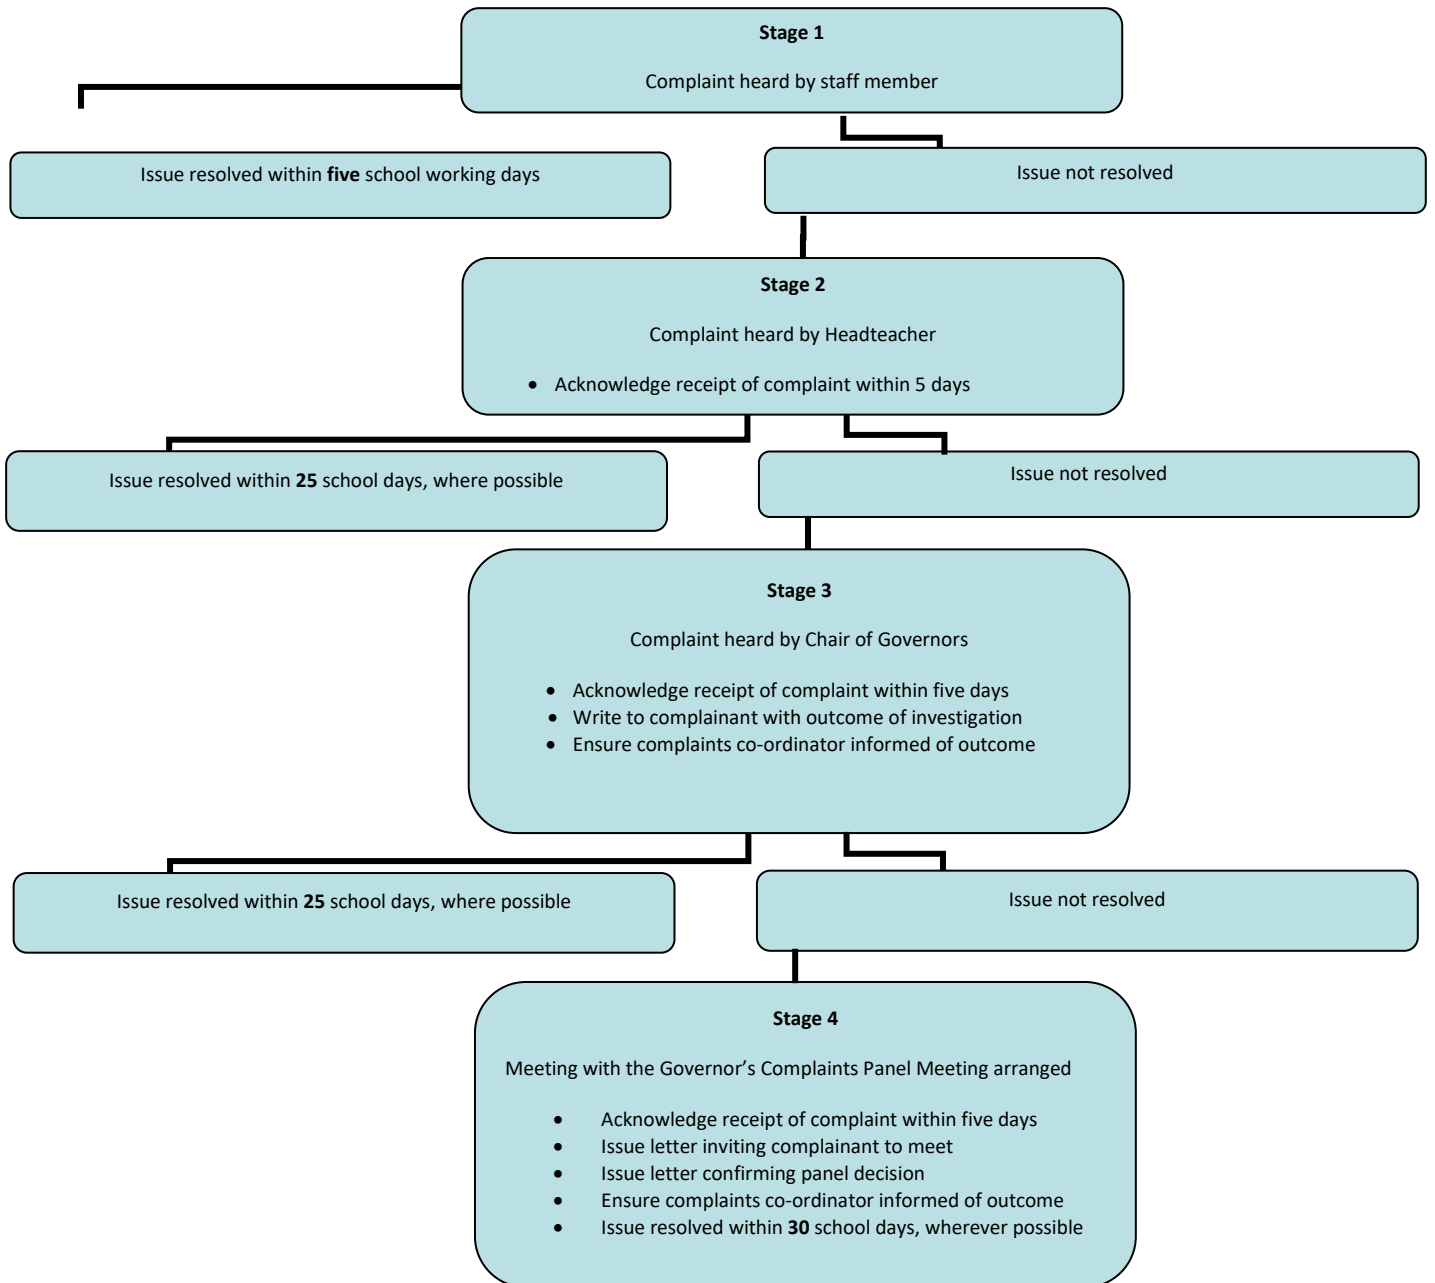 Stage 1
Complaint heard by staff member
Issue resolved within five school working days
Issue not resolved
Stage 2
Complaint heard by Headteacher
• Acknowledge receipt of complaint within 5 days
Issue resolved within 25 school days, where possible
Issue not resolved
Stage 3
Complaint heard by Chair of Governors
• Acknowledge receipt of complaint within five days
• Write to complainant with outcome of investigation
• Ensure complaints co-ordinator informed of outcome
Issue resolved within 25 school days, where possible
Issue not resolved
Stage 4
Meeting with the Governor’s Complaints Panel Meeting arranged
• Acknowledge receipt of complaint within five days
• Issue letter inviting complainant to meet
• Issue letter confirming panel decision
• Ensure complaints co-ordinator informed of outcome
• Issue resolved within 30 school days, wherever possible